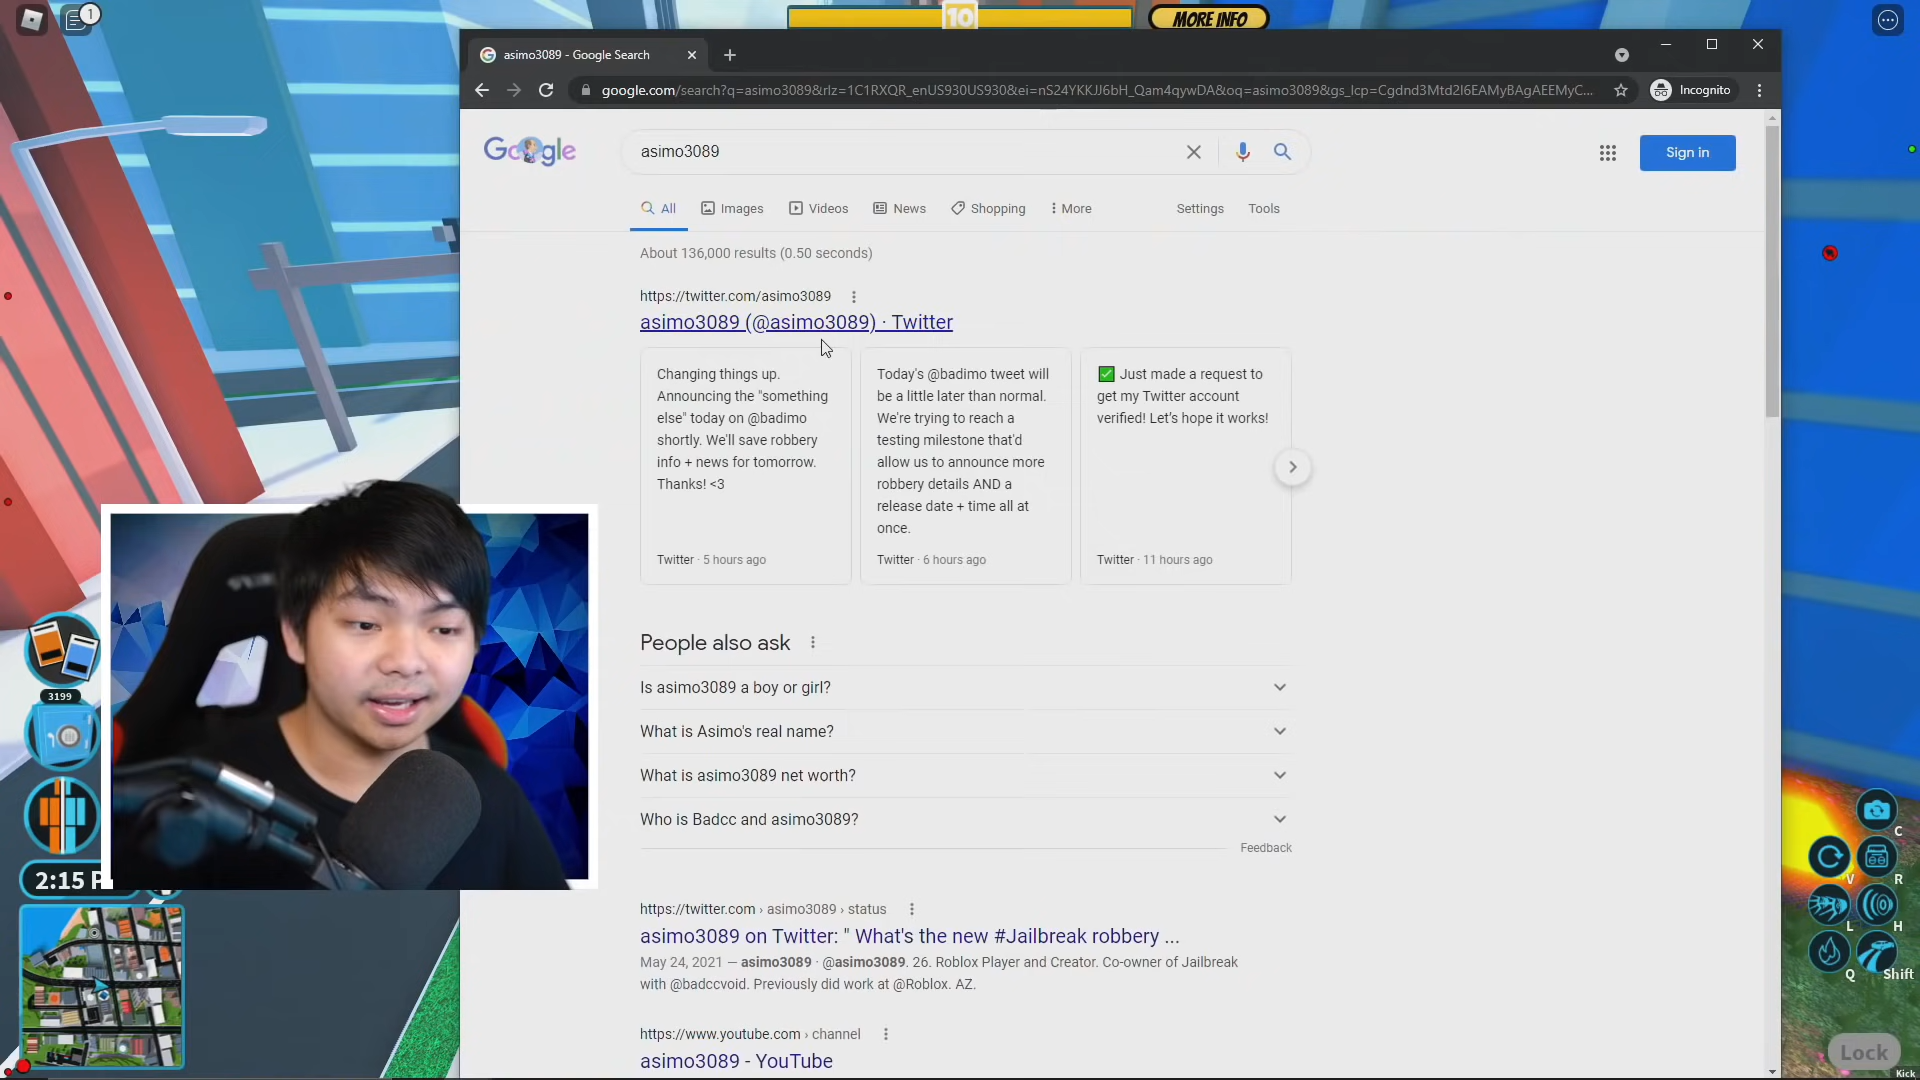 1
10
MORE INFO
asimo3089 - Google Search
google.com/search?q=asimo3089&rlz=1C1RXQR_enUS930US930&ei=nS24YKKJJ6bH_Qam4qywDA&oq=asimo3089&gs_lcp=Cgdnd3Mtd2l6EAMyBAgAEEMyC...
Incognito
Google
asimo3089
Sign in
All
Images
Videos
News
Shopping
More
Settings
Tools
About 136,000 results (0.50 seconds)
https://twitter.com/asimo3089
asimo3089 (@asimo3089) · Twitter
Changing things up.
Announcing the "something
else" today on @badimo
shortly. We'll save robbery
info + news for tomorrow.
Thanks! <3
Twitter · 5 hours ago
Today's @badimo tweet will
be a little later than normal.
We're trying to reach a
testing milestone that'd
allow us to announce more
robbery details AND a
release date + time all at
once.
Twitter · 6 hours ago
✅ Just made a request to
get my Twitter account
verified! Let's hope it works!
Twitter · 11 hours ago
People also ask
Is asimo3089 a boy or girl?
What is Asimo's real name?
What is asimo3089 net worth?
Who is Badcc and asimo3089?
Feedback
https://twitter.com › asimo3089 › status
asimo3089 on Twitter: " What's the new #Jailbreak robbery ...
May 24, 2021 — asimo3089 · @asimo3089. 26. Roblox Player and Creator. Co-owner of Jailbreak
with @badccvoid. Previously did work at @Roblox. AZ.
https://www.youtube.com › channel
asimo3089 - YouTube
3199
2:15 P
C
V
R
L
H
Q
Shift
Lock
Kick